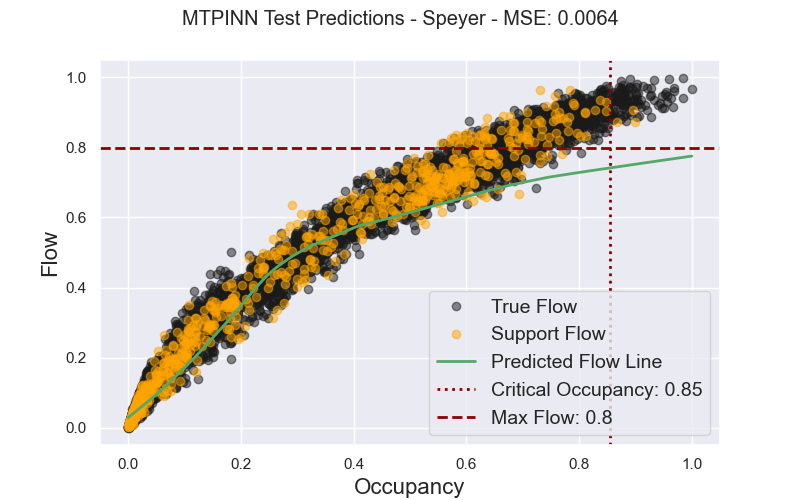 MTPINN Test Predictions - Speyer - MSE: 0.0064
1.0
0.8
0.6
0.4
0.2
0.0
Flow
True Flow
Support Flow
Predicted Flow Line
Critical Occupancy: 0.85
Max Flow: 0.8
0.0 0.2 0.4 0.6 0.8 1.0
Occupancy